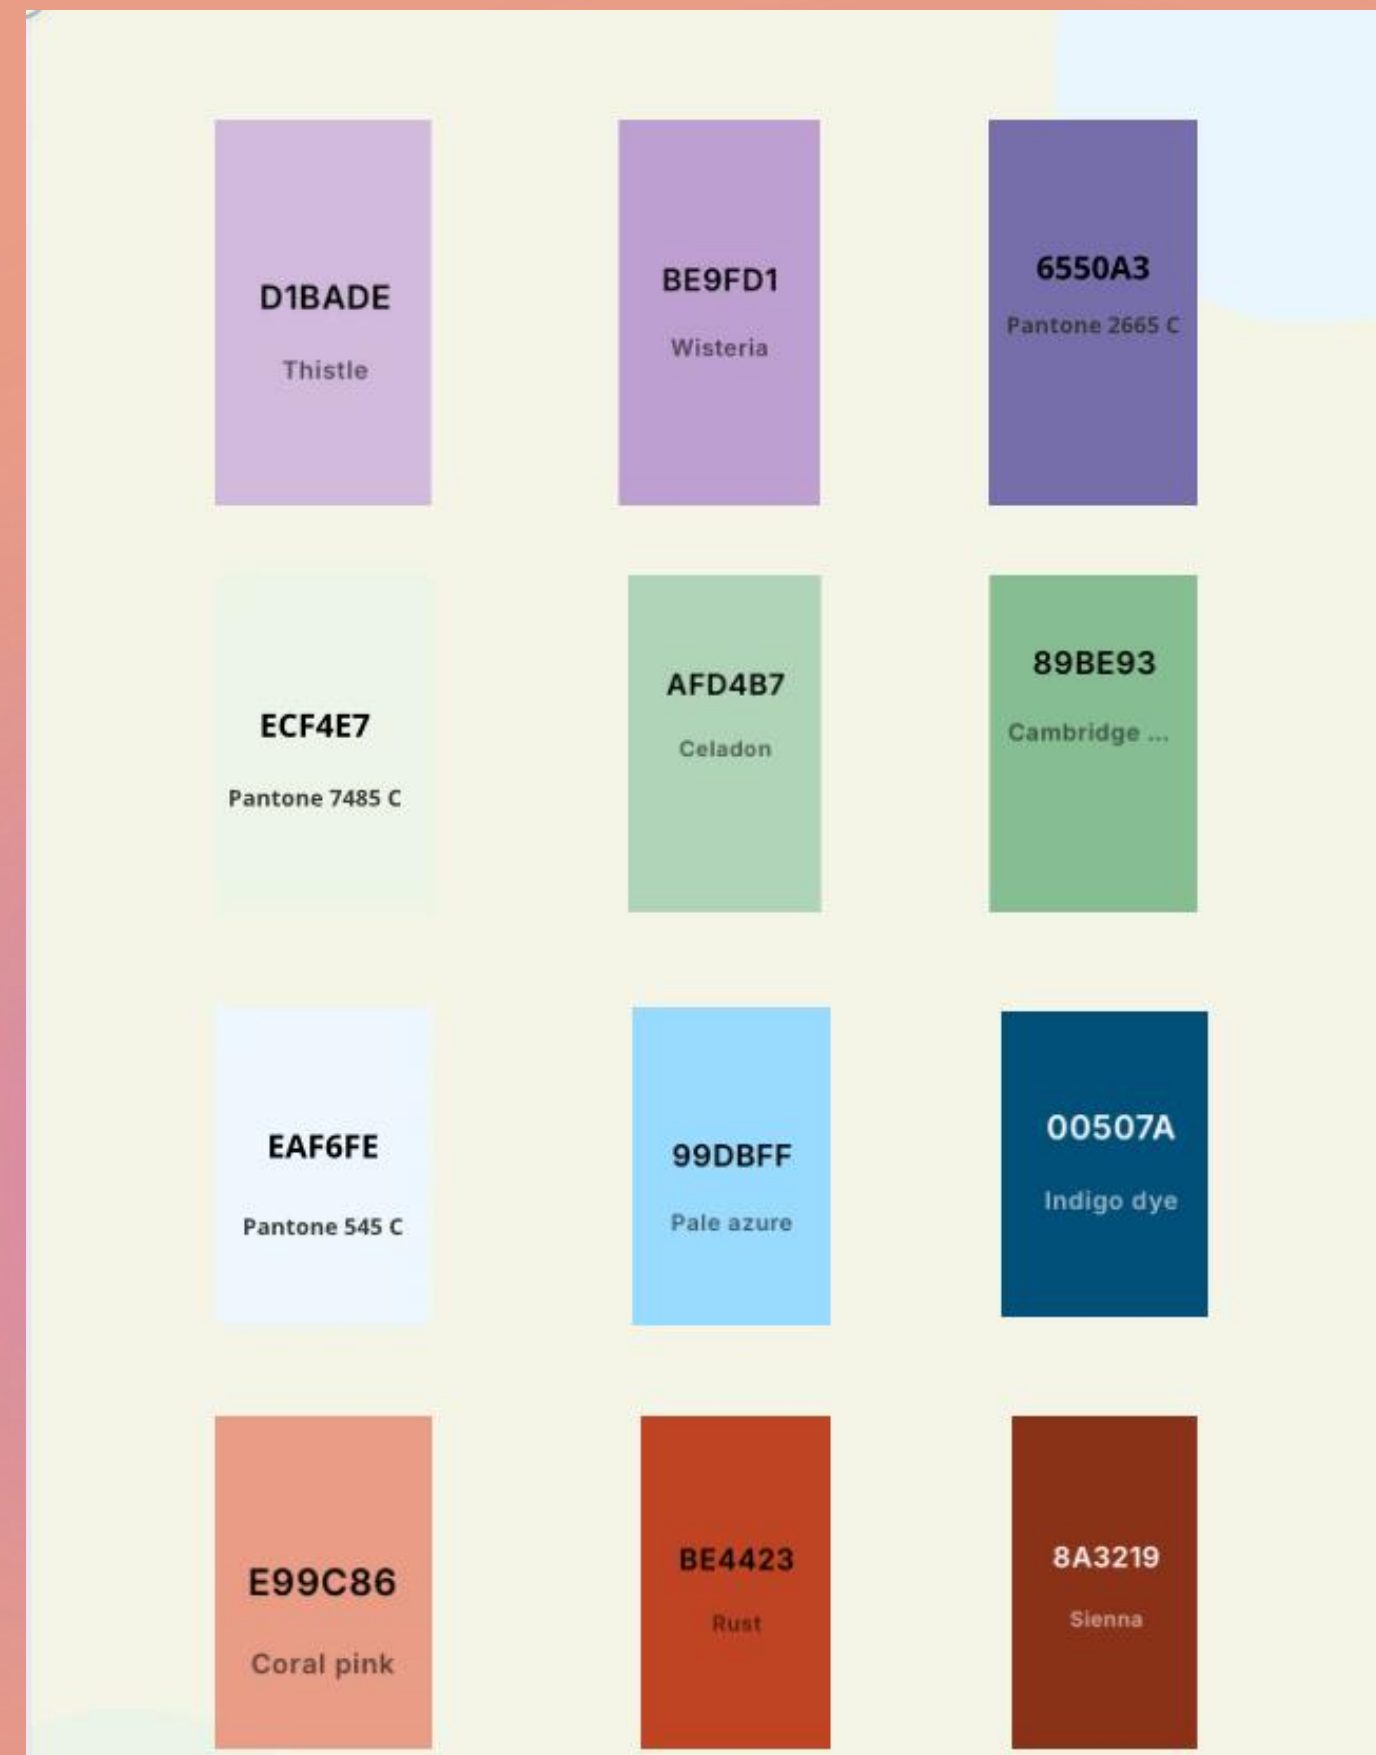 D1BADE
Thistle
BE9FD1
Wisteria
6550A3
Pantone 2665 C
ECF4E7
Pantone 7485 C
AFD4B7
Celadon
89BE93
Cambridge ...
EAF6FE
Pantone 545 C
99DBFF
Pale azure
00507A
Indigo dye
E99C86
Coral pink
BE4423
Rust
8A3219
Sienna